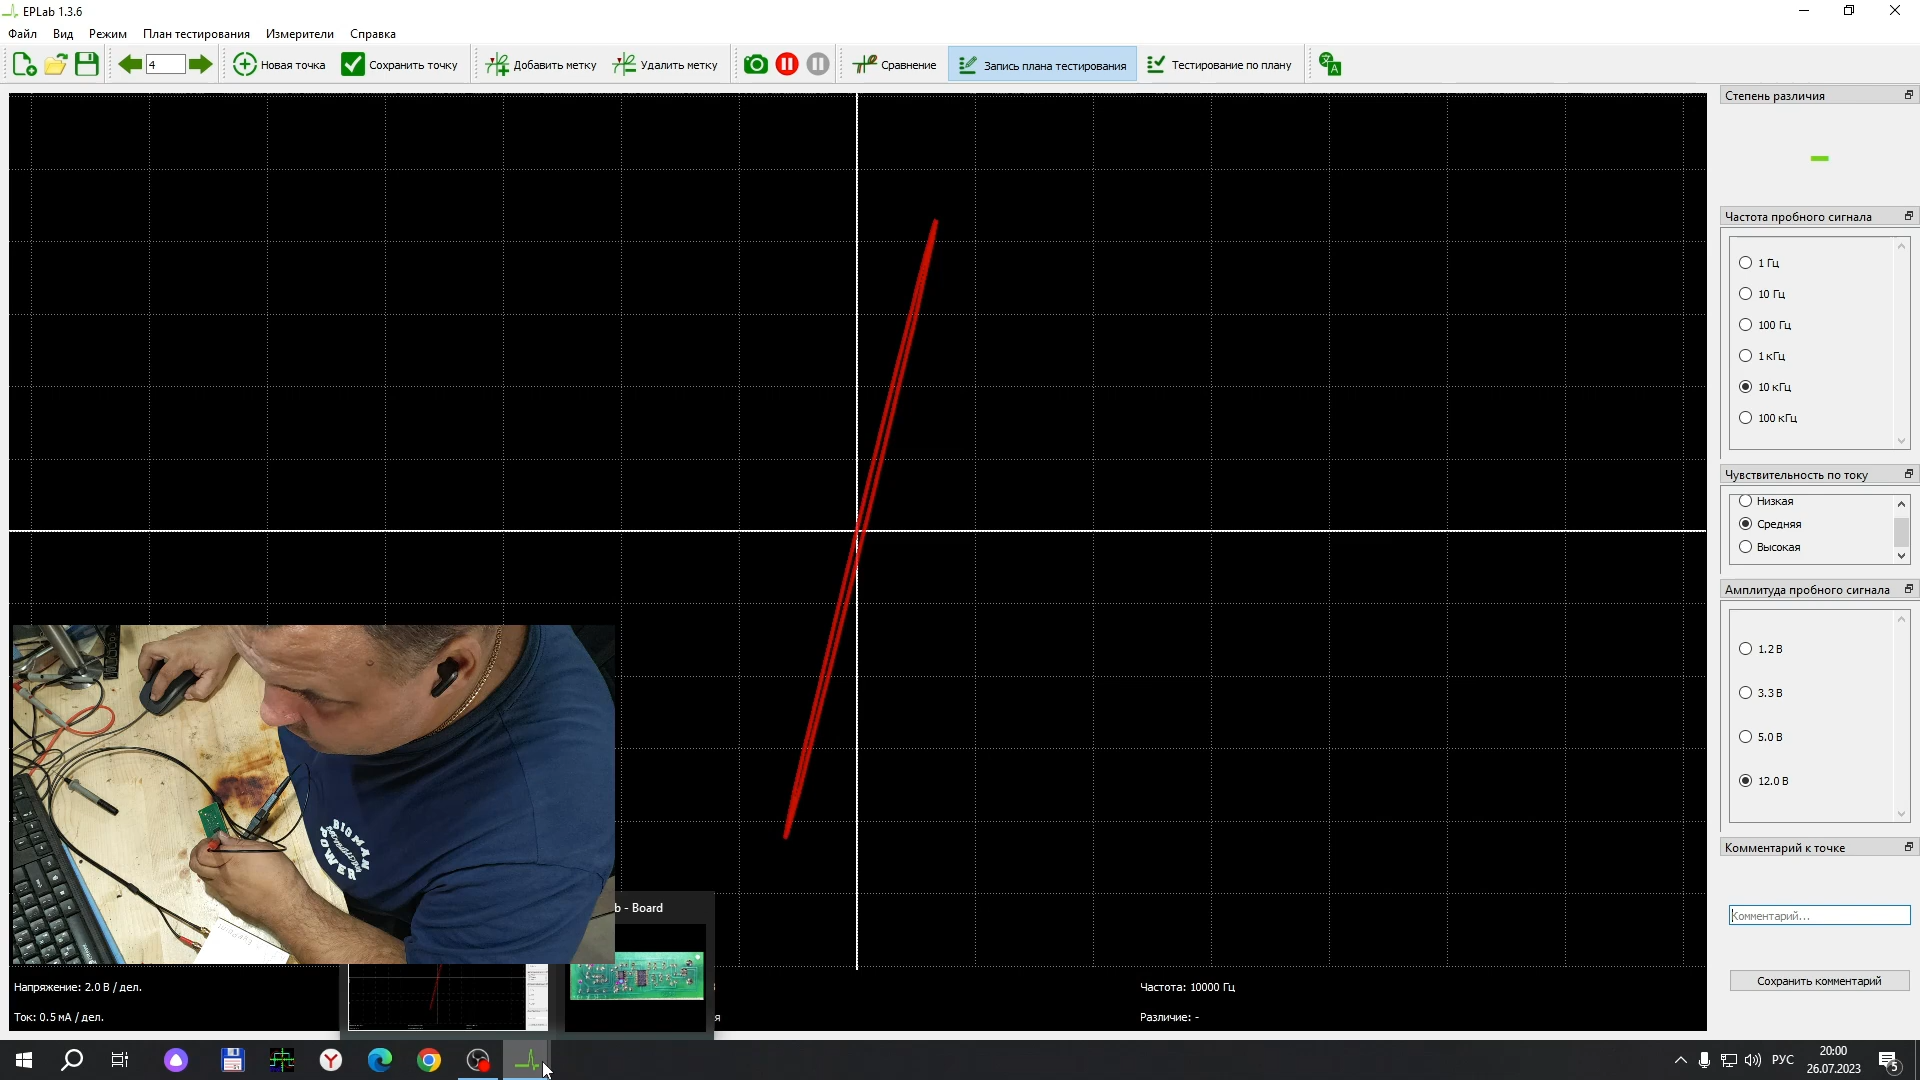 EPLab 1.3.6
Файл Вид Режим План тестирования Измерители Справка
4 Новая точка Сохранить точку Добавить метку Удалить метку Сравнение Запись плана тестирования Тестирование по плану
Степень различия
Частота пробного сигнала
1 Гц
10 Гц
100 Гц
1 кГц
10 кГц
100 кГц
Чувствительность по току
Низкая
Средняя
Высокая
Амплитуда пробного сигнала
1.2 В
3.3 В
5.0 В
12.0 В
Комментарий к точке
Комментарий...
Сохранить комментарий
BIOMAN
POWER
b - Board
Напряжение: 2.0 В / дел.
Ток: 0.5 мА / дел.
Частота: 10000 Гц
Различие: -
я
РУС
20:00
26.07.2023
5